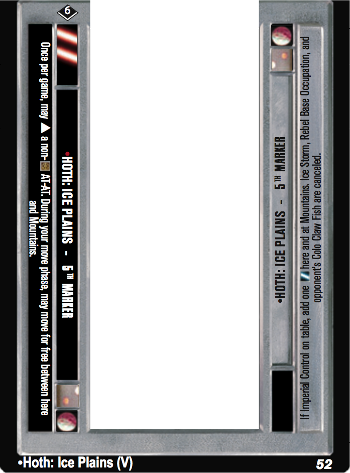 6
Once per game, may a non- AT-AT. During your move phase, may move for free between here
and Mountains.
•HOTH: ICE PLAINS - 5TH MARKER
•HOTH: ICE PLAINS - 5TH MARKER
If Imperial Control on table, add one here and at Mountains. Ice Storm, Rebel Base Occupation, and
opponent's Colo Claw Fish are canceled.
•Hoth: Ice Plains (V)
52